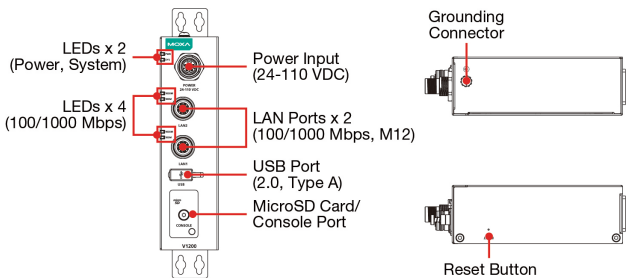 LEDs x 2
(Power, System)
LEDs x 4
(100/1000 Mbps)
MOXA
POWER
24-110 VDC
LAN2
LAN1
USB
CONSOLE
V1200
Power Input
(24-110 VDC)
LAN Ports x 2
(100/1000 Mbps, M12)
USB Port
(2.0, Type A)
MicroSD Card/
Console Port
Grounding
Connector
Reset Button